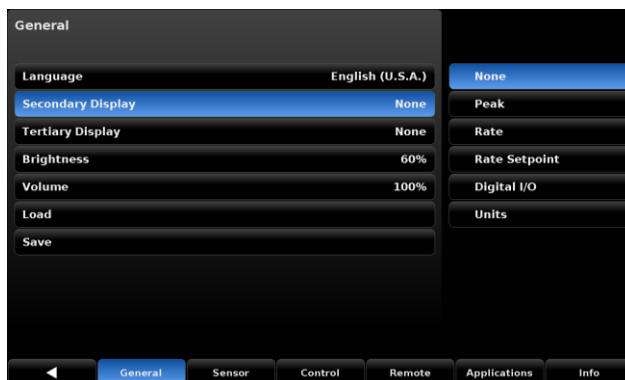 General
Language English (U.S.A.)
Secondary Display None
Tertiary Display None
Brightness 60%
Volume 100%
Load
Save
None
Peak
Rate
Rate Setpoint
Digital I/O
Units
General Sensor Control Remote Applications Info